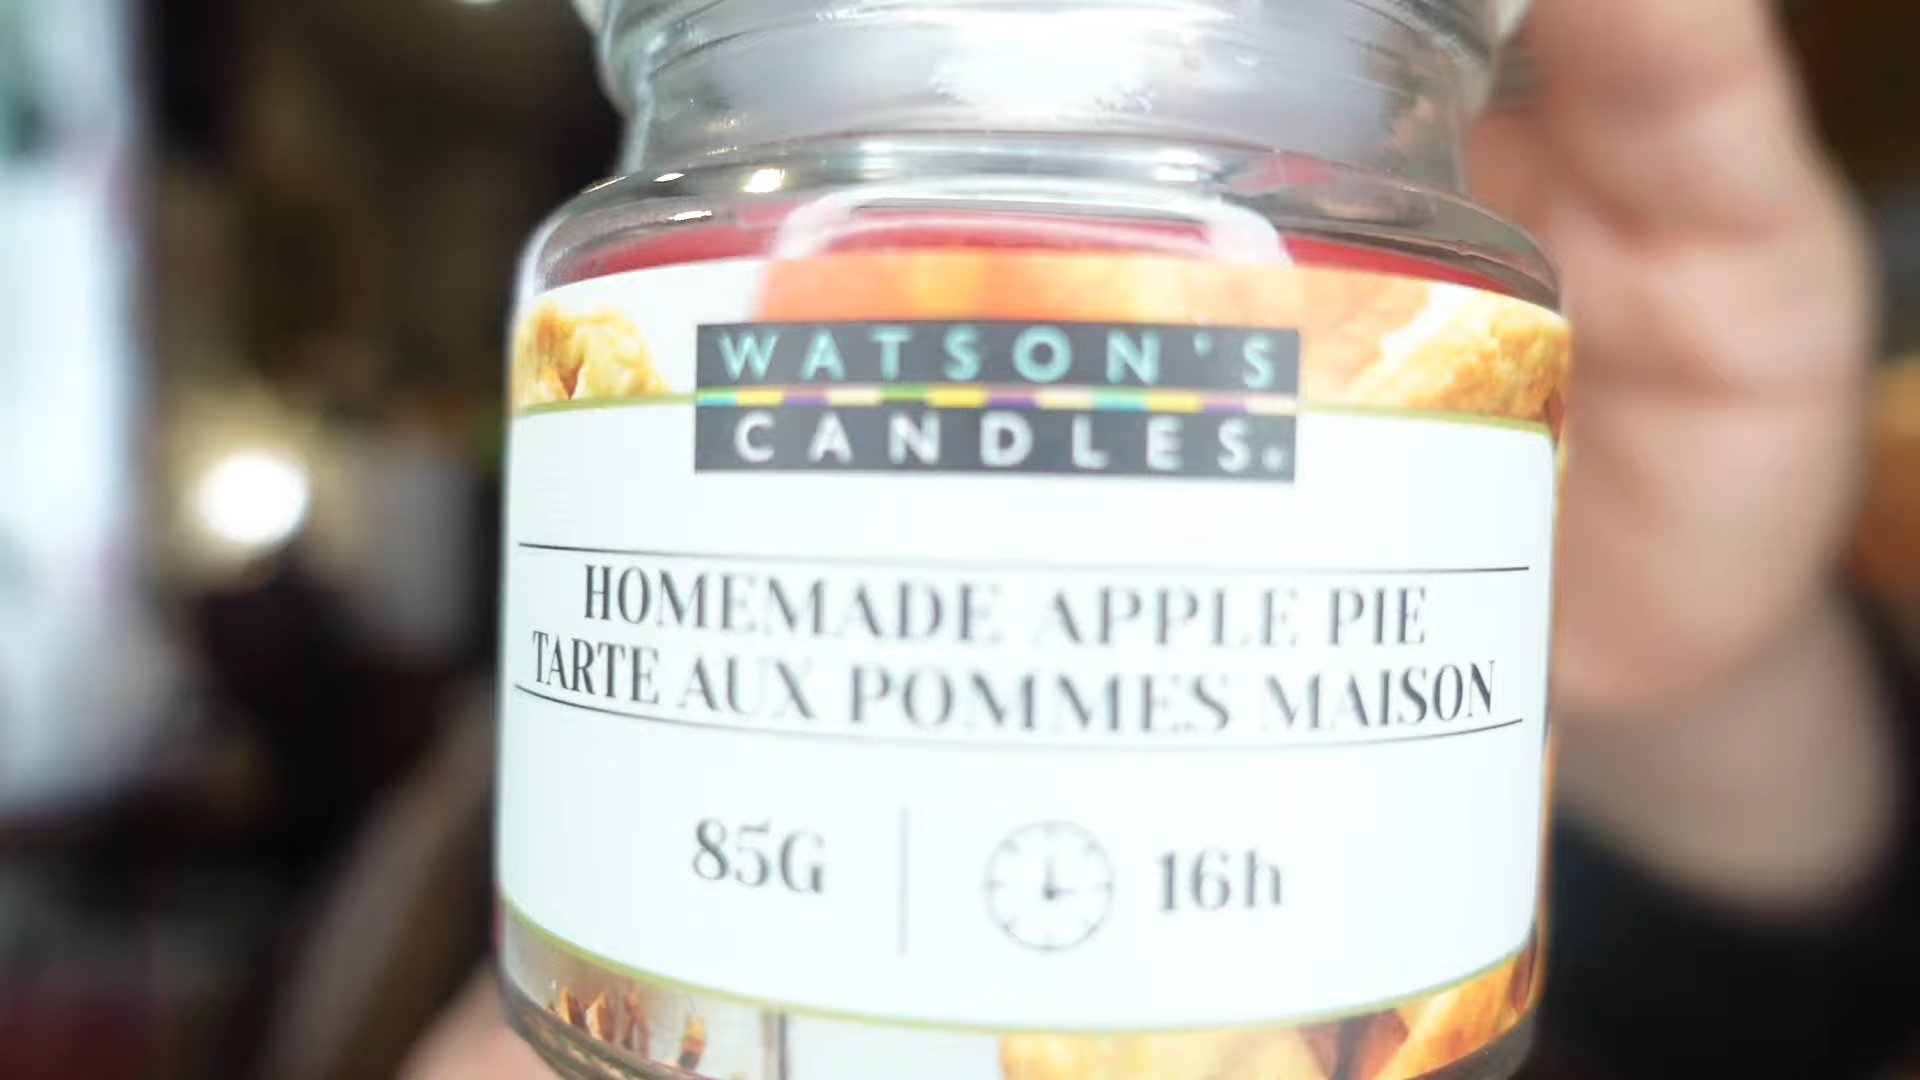 WATSON'S
CANDLES®
HOMEMADE APPLE PIE
TARTE AUX POMMES MAISON
85G
16h